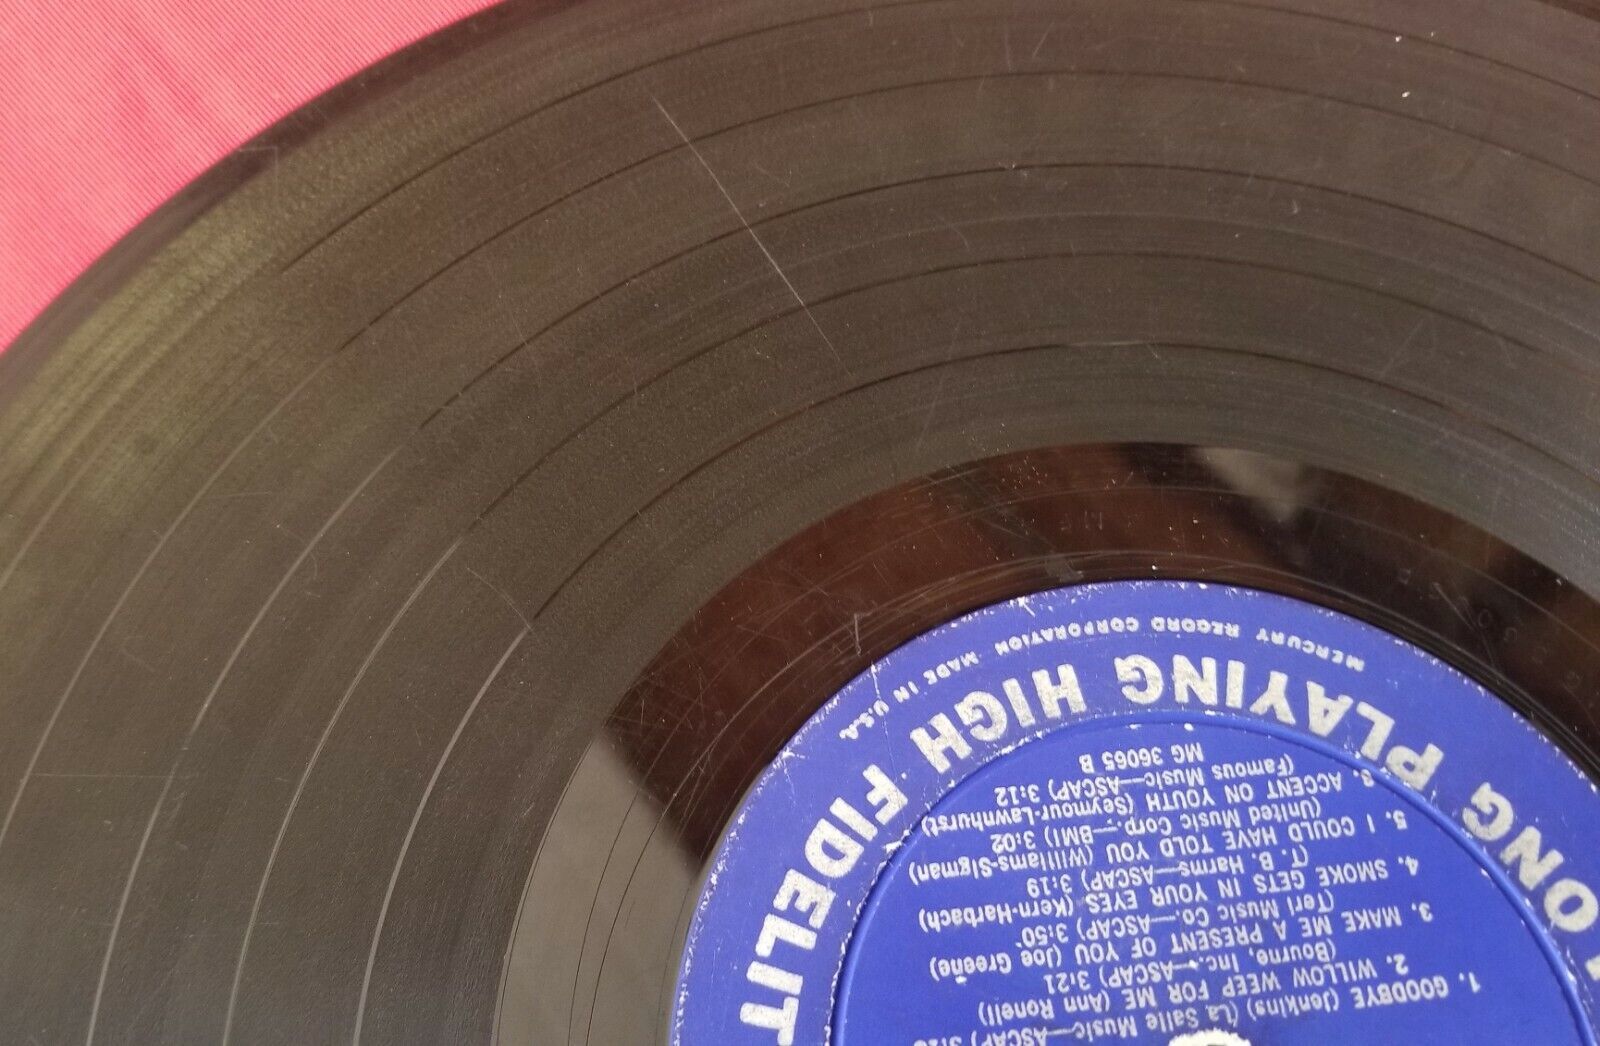 LONG PLAYING HIGH FIDELIT
MERCURY RECORD CORPORATION MADE IN U.S.A.
1. GOODBYE (Jenkins) (La Salle Music—ASCAP)
2. WILLOW WEEP FOR ME (Ann Ronell)
(Bourne, Inc.—ASCAP) 3:21
3. MAKE ME A PRESENT OF YOU (Joe Greene)
(Teri Music Co.—ASCAP) 3:50
4. SMOKE GETS IN YOUR EYES (Kern-Harbach)
(T. B. Harms—ASCAP) 3:19
5. I COULD HAVE TOLD YOU (Williams-Sigman)
(United Music Corp.—BMI) 3:02
ACCENT ON YOUTH (Seymour-Lawnhurst)
(Famous Music—ASCAP) 3:12
MG 36065 B